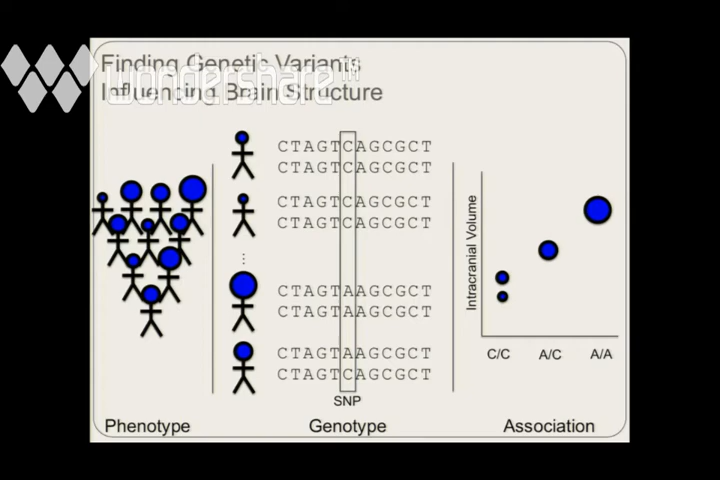 Finding Genetic Variants
Influencing Brain Structure
wondershare
CTAGTCAGCGCT
CTAGTCAGCGCT
CTAGTCAGCGCT
CTAGTCAGCGCT
CTAGTAAGCGCT
CTAGTAAGCGCT
CTAGTAAGCGCT
CTAGTCAGCGCT
SNP
Intracranial Volume
C/C A/C A/A
Phenotype
Genotype
Association